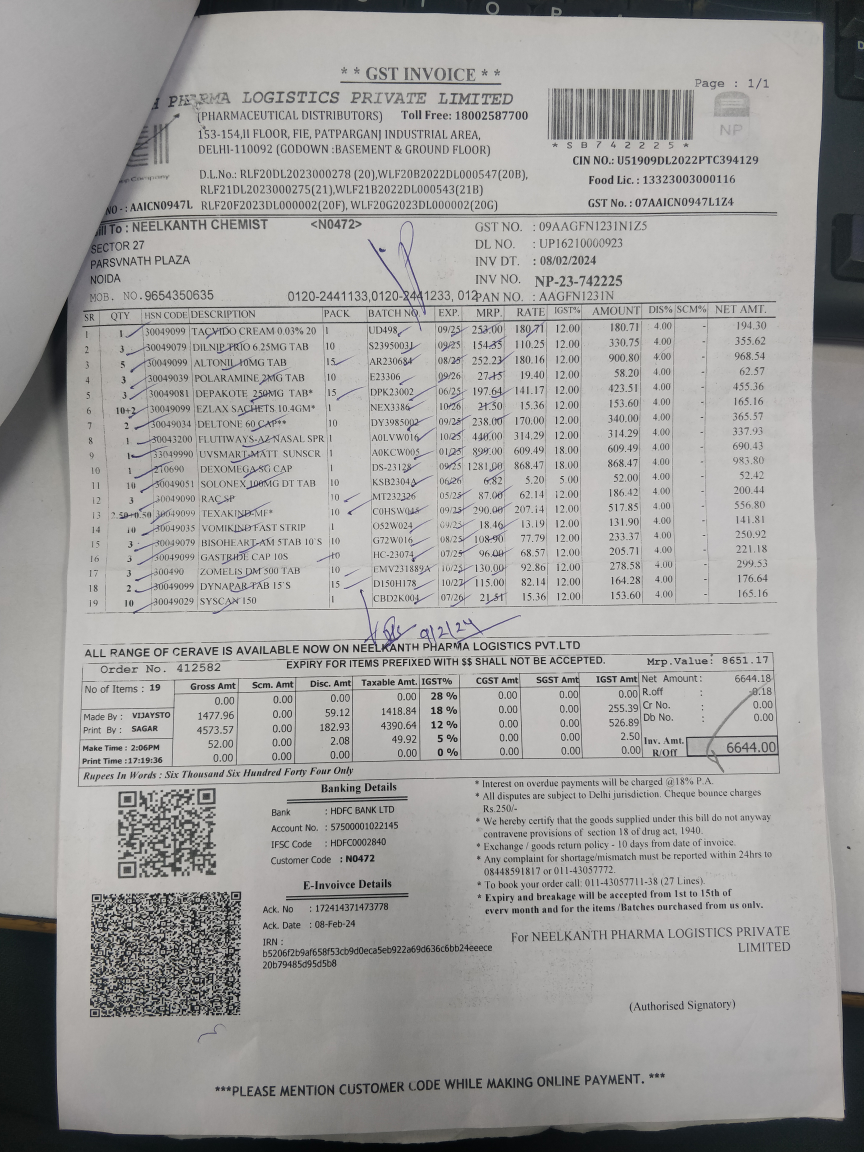 ** GST INVOICE **
Page : 1/1
PHARMA LOGISTICS PRIVATE LIMITED
(PHARMACEUTICAL DISTRIBUTORS) Toll Free: 18002587700
153-154,II FLOOR, FIE, PATPARGANJ INDUSTRIAL AREA,
DELHI-110092 (GODOWN :BASEMENT & GROUND FLOOR)
*SB742225*
NP
CIN NO.: U51909DL2022PTC394129
D.L.No.: RLF20DL2023000278 (20),WLF20B2022DL000547(20B),
RLF21DL2023000275(21),WLF21B2022DL000543(21B)
Food Lic. : 13323003000116
NO -: AAICN0947L RLF20F2023DL000002(20F), WLF20G2023DL000002(20G)
GST No. : 07AAICN0947L1Z4
Bill To : NEELKANTH CHEMIST <N0472>
SECTOR 27
PARSVNATH PLAZA
NOIDA
MOB. NO. 9654350635 0120-2441133,0120-2441233, 012
GST NO. : 09AAGFN1231N1Z5
DL NO. : UP16210000923
INV DT. : 08/02/2024
INV NO. NP-23-742225
PAN NO. : AAGFN1231N
SR QTY HSN CODE DESCRIPTION PACK BATCH NO. EXP. MRP. RATE IGST% AMOUNT DIS% SCM% NET AMT.
1 1 30049099 TACVIDO CREAM 0.03% 20 1 UD498 09/25 253.00 180.71 12.00 180.71 4.00 - 194.30
2 3 30049079 DILNIP TRIO 6.25MG TAB 10 S23950031 09/25 154.35 110.25 12.00 330.75 4.00 - 355.62
3 5 30049099 ALTONIL 10MG TAB 15 AR230684 08/25 252.23 180.16 12.00 900.80 4.00 - 968.54
4 3 30049039 POLARAMINE 2MG TAB 10 E23306 09/26 27.15 19.40 12.00 58.20 4.00 - 62.57
5 3 30049081 DEPAKOTE 250MG TAB* 15 DPK23002 06/25 197.64 141.17 12.00 423.51 4.00 - 455.36
6 10+2 30049099 EZLAX SACHETS 10.4GM* 1 NEX3386 10/26 21.50 15.36 12.00 153.60 4.00 - 165.16
7 2 30049034 DELTONE 60 CAP** 10 DY3985002 09/25 238.00 170.00 12.00 340.00 4.00 - 365.57
8 1 30043200 FLUTIWAYS-AZ NASAL SPR 1 A0LVW016 10/25 440.00 314.29 12.00 314.29 4.00 - 337.93
9 1 33049990 UVSMART-MATT SUNSCR 1 A0KCW005 01/25 899.00 609.49 18.00 609.49 4.00 - 690.43
10 1 210690 DEXOMEGA SG CAP 1 DS-23128 09/25 1281.00 868.47 18.00 868.47 4.00 - 983.80
11 10 30049051 SOLONEX 100MG DT TAB 10 KSB2304A 06/26 6.82 5.20 5.00 52.00 4.00 - 52.42
12 3 30049090 RAC SP 10 MT232326 05/25 87.00 62.14 12.00 186.42 4.00 - 200.44
13 2.50+0.50 30049099 TEXAKIND-MF* 10 C0HSW045 09/25 290.00 207.14 12.00 517.85 4.00 - 556.80
14 10 30049035 VOMIKIND FAST STRIP 1 O52W024 09/25 18.46 13.19 12.00 131.90 4.00 - 141.81
15 3 30049079 BISOHEART-AM 5TAB 10'S 10 G72W016 08/25 108.90 77.79 12.00 233.37 4.00 - 250.92
16 3 30049099 GASTRIDE CAP 10S 10 HC-23074 07/25 96.00 68.57 12.00 205.71 4.00 - 221.18
17 3 300490 ZOMELIS DM 500 TAB 10 EMV231889A 10/25 130.00 92.86 12.00 278.58 4.00 - 299.53
18 2 30049099 DYNAPAR TAB 15'S 15 D150H178 10/27 115.00 82.14 12.00 164.28 4.00 - 176.64
19 10 30049029 SYSCAN 150 1 CBD2K004 07/26 21.51 15.36 12.00 153.60 4.00 - 165.16
9/2/24
ALL RANGE OF CERAVE IS AVAILABLE NOW ON NEELKANTH PHARMA LOGISTICS PVT.LTD
Order No. 412582 EXPIRY FOR ITEMS PREFIXED WITH $$ SHALL NOT BE ACCEPTED. Mrp.Value: 8651.17
No of Items : 19 Gross Amt Scm. Amt Disc. Amt Taxable Amt. IGST% CGST Amt SGST Amt IGST Amt Net Amount: 6644.18
0.00 0.00 0.00 0.00 28 % 0.00 0.00 0.00 R.off : -0.18
Made By : VIJAYSTO 1477.96 0.00 59.12 1418.84 18 % 0.00 0.00 255.39 Cr No. : 0.00
Print By : SAGAR 4573.57 0.00 182.93 4390.64 12 % 0.00 0.00 526.89 Db No. : 0.00
Make Time : 2:06PM 52.00 0.00 2.08 49.92 5 % 0.00 0.00 2.50
Print Time :17:19:36 0.00 0.00 0.00 0.00 0 % 0.00 0.00 0.00 Inv. Amt. R/Off 6644.00
Rupees In Words : Six Thousand Six Hundred Forty Four Only
Banking Details
Bank : HDFC BANK LTD
Account No. : 57500001022145
IFSC Code : HDFC0002840
Customer Code : N0472
E-Invoivce Details
Ack. No : 172414371473778
Ack. Date : 08-Feb-24
IRN :
b5206f2b9af658f53cb9d0eca5eb922a69d636c6bb24eeece
20b79485d95d5b8
* Interest on overdue payments will be charged @18% P.A.
* All disputes are subject to Delhi jurisdiction. Cheque bounce charges
Rs.250/-
* We hereby certify that the goods supplied under this bill do not anyway
contravene provisions of section 18 of drug act, 1940.
* Exchange / goods return policy - 10 days from date of invoice.
* Any complaint for shortage/mismatch must be reported within 24hrs to
08448591817 or 011-43057772.
* To book your order call: 011-43057711-38 (27 Lines).
* Expiry and breakage will be accepted from 1st to 15th of
every month and for the items /Batches purchased from us only.
For NEELKANTH PHARMA LOGISTICS PRIVATE
LIMITED
(Authorised Signatory)
***PLEASE MENTION CUSTOMER CODE WHILE MAKING ONLINE PAYMENT. ***